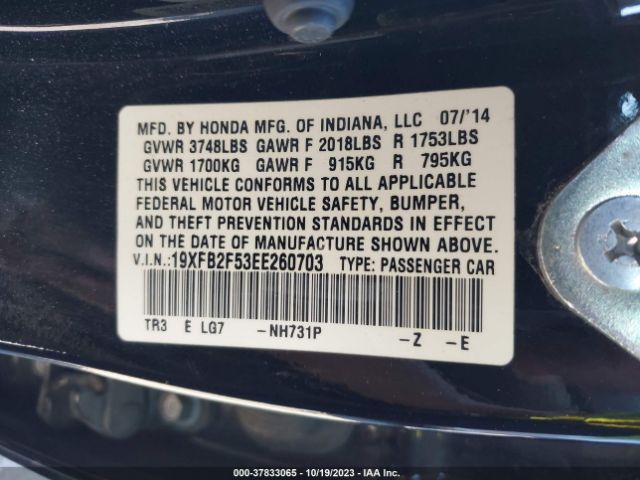 MFD. BY HONDA MFG. OF INDIANA, LLC 07/'14
GVWR 3748LBS GAWR F 2018LBS R 1753LBS
GVWR 1700KG GAWR F 915KG R 795KG
THIS VEHICLE CONFORMS TO ALL APPLICABLE
FEDERAL MOTOR VEHICLE SAFETY, BUMPER,
AND THEFT PREVENTION STANDARDS IN EFFECT
ON THE DATE OF MANUFACTURE SHOWN ABOVE.
V.I.N.: 19XFB2F53EE260703 TYPE: PASSENGER CAR
TR3 E LG7 -NH731P -Z -E
000-37833065 | 10/19/2023 | IAA Inc.